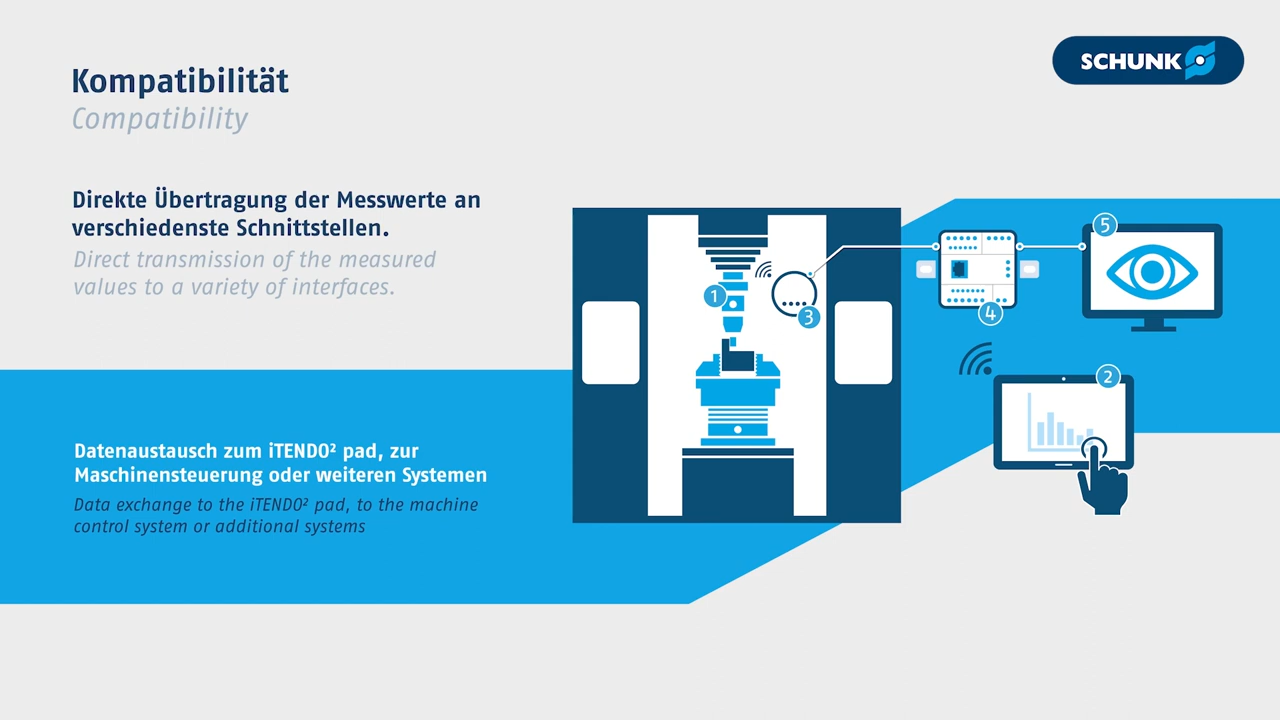 SCHUNK
Kompatibilität
Compatibility
Direkte Übertragung der Messwerte an
verschiedenste Schnittstellen.
Direct transmission of the measured
values to a variety of interfaces.
Datenaustausch zum iTENDO² pad, zur
Maschinensteuerung oder weiteren Systemen
Data exchange to the iTENDO² pad, to the machine
control system or additional systems
1
3
4
5
2